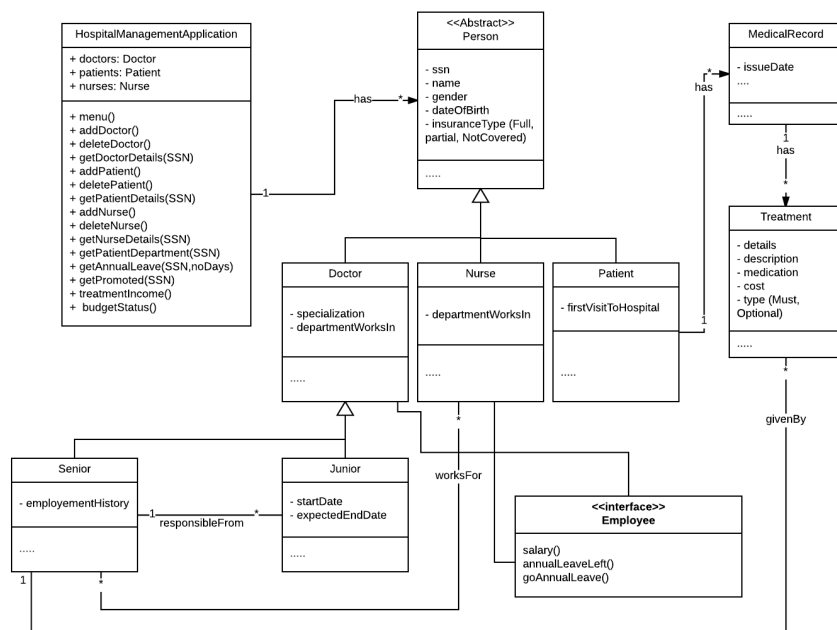 HospitalManagementApplication
+ doctors: Doctor
+ patients: Patient
+ nurses: Nurse
+ menu()
+ addDoctor()
+ deleteDoctor()
+ getDoctorDetails(SSN)
+ addPatient()
+ deletePatient()
+ getPatientDetails(SSN)
+ addNurse()
+ deleteNurse()
+ getNurseDetails(SSN)
+ getPatientDepartment(SSN)
+ getAnnualLeave(SSN,noDays)
+ getPromoted(SSN)
+ treatmentIncome()
+ budgetStatus()
1
has
*
<<Abstract>>
Person
- ssn
- name
- gender
- dateOfBirth
- insuranceType (Full,
partial, NotCovered)
.....
MedicalRecord
- issueDate
....
.....
*
has
1
1
has
*
Treatment
- details
- description
- medication
- cost
- type (Must,
Optional)
.....
*
givenBy
Doctor
- specialization
- departmentWorksIn
.....
Nurse
- departmentWorksIn
.....
Patient
- firstVisitToHospital
.....
*
worksFor
Senior
- employementHistory
.....
1
responsibleFrom
*
Junior
- startDate
- expectedEndDate
.....
<<interface>>
Employee
salary()
annualLeaveLeft()
goAnnualLeave()
1
*